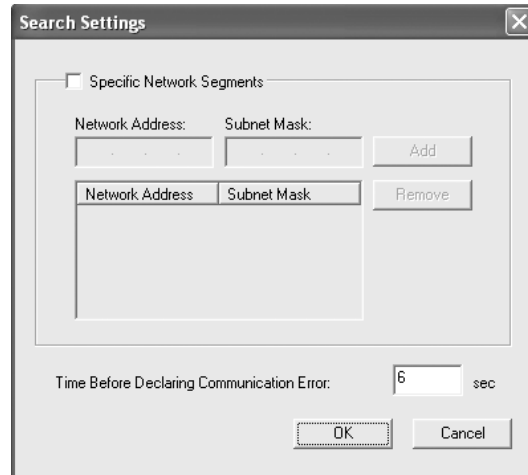 Search Settings
Specific Network Segments
Network Address: Subnet Mask:
. . . . . . Add
Network Address Subnet Mask Remove
Time Before Declaring Communication Error: 6 sec
OK Cancel